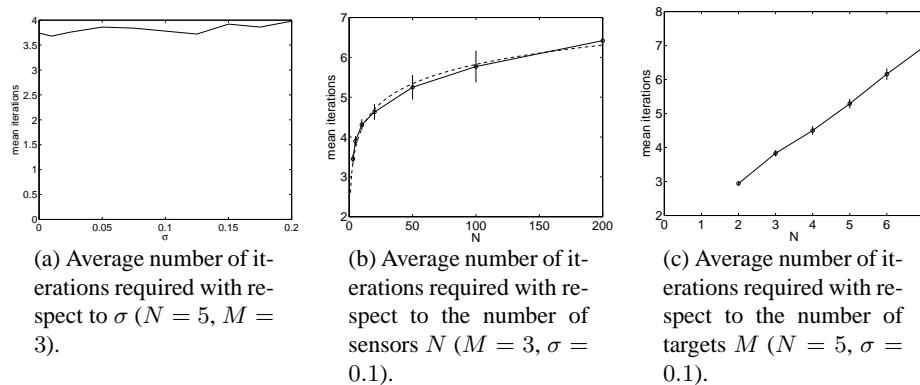 4
3.5
3
2.5
2
1.5
1
0.5
0
0
0.05
0.1
0.15
0.2
mean iterations
σ
7
6
5
4
3
2
0
50
100
150
200
mean iterations
N
8
7
6
5
4
3
2
0
1
2
3
4
5
6
mean iterations
N
(a) Average number of it-
erations required with re-
spect to σ (N = 5, M =
3).
(b) Average number of it-
erations required with re-
spect to the number of
sensors N (M = 3, σ =
0.1).
(c) Average number of it-
erations required with re-
spect to the number of
targets M (N = 5, σ =
0.1).